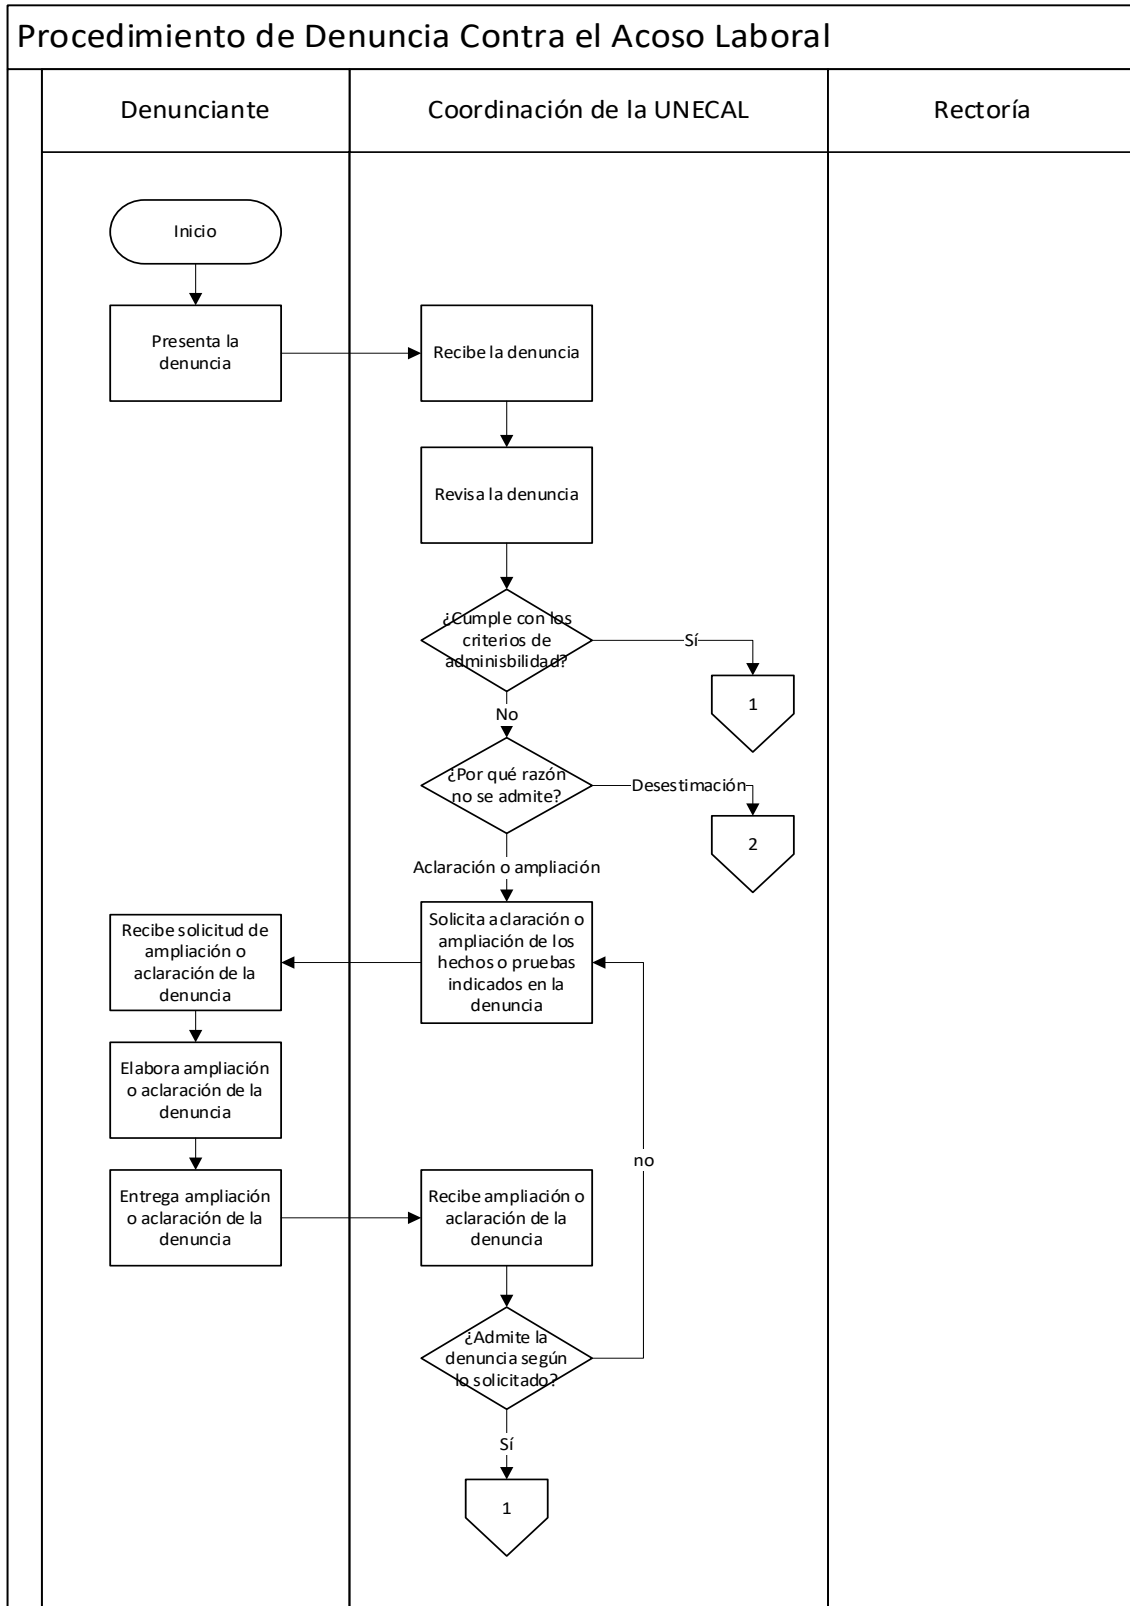 Procedimiento de Denuncia Contra el Acoso Laboral
Denunciante
Coordinación de la UNECAL
Rectoría
Inicio
Presenta la
denuncia
Recibe la denuncia
Revisa la denuncia
¿Cumple con los
criterios de
adminisbilidad?
Sí
1
No
¿Por qué razón
no se admite?
Desestimación
2
Aclaración o ampliación
Solicita aclaración o
ampliación de los
hechos o pruebas
indicados en la
denuncia
Recibe solicitud de
ampliación o
aclaración de la
denuncia
Elabora ampliación
o aclaración de la
denuncia
Entrega ampliación
o aclaración de la
denuncia
Recibe ampliación o
aclaración de la
denuncia
no
¿Admite la
denuncia según
lo solicitado?
Sí
1